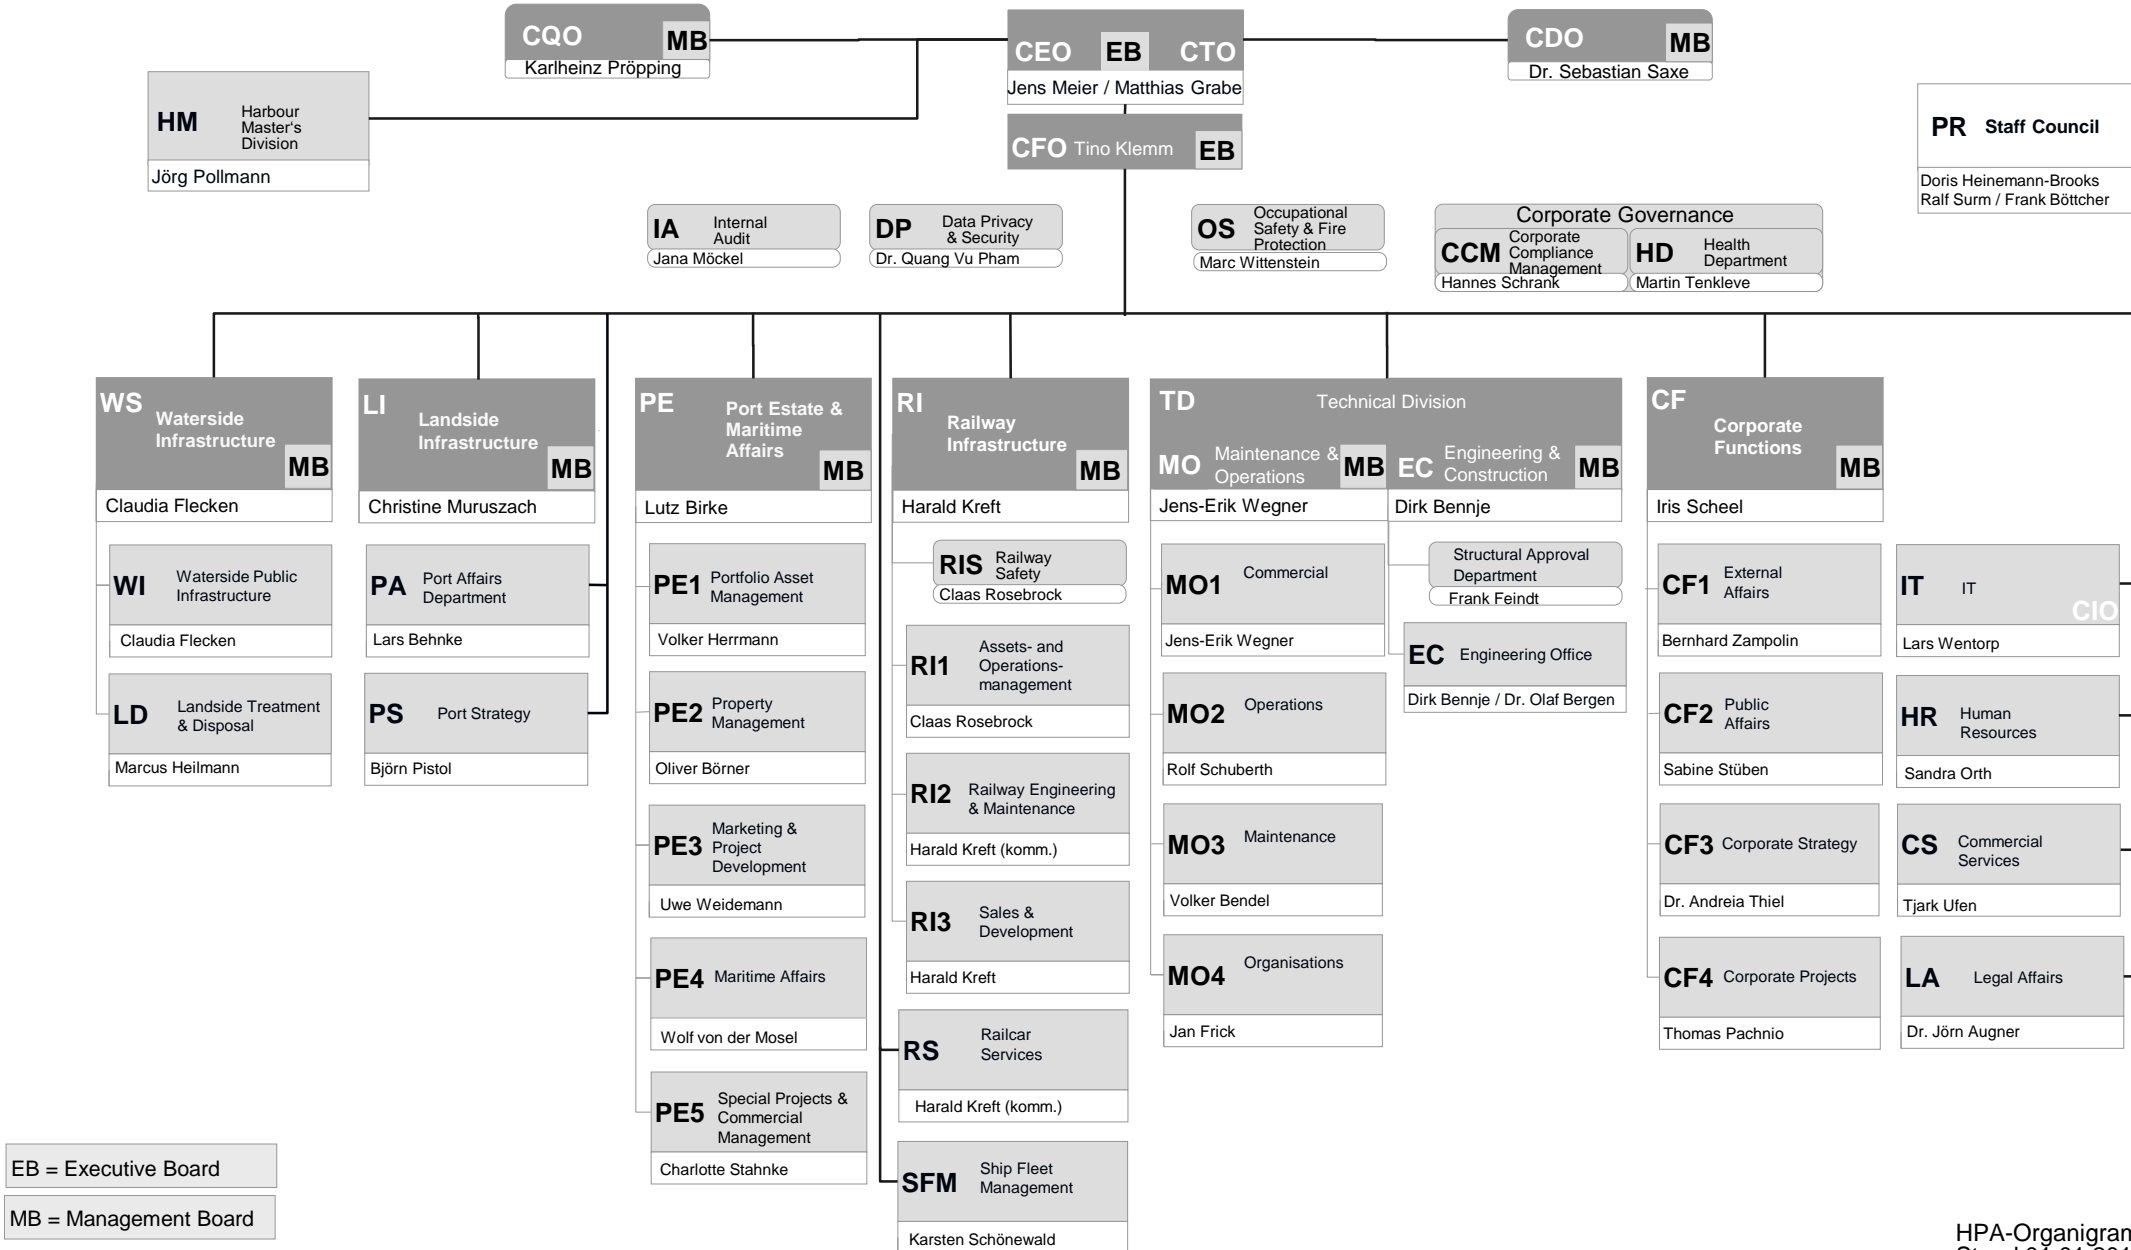 CQO MB
Karlheinz Pröpping
CEO EB CTO
Jens Meier / Matthias Grabe
CDO MB
Dr. Sebastian Saxe
HM Harbour
Master‘s
Division
Jörg Pollmann
CFO Tino Klemm EB
PR Staff Council
Doris Heinemann-Brooks
Ralf Surm / Frank Böttcher
IA Internal
Audit
Jana Möckel
DP Data Privacy
& Security
Dr. Quang Vu Pham
OS Occupational
Safety & Fire
Protection
Marc Wittenstein
Corporate Governance
CCM Corporate
Compliance
Management
Hannes Schrank
HD Health
Department
Martin Tenkleve
WS Waterside
Infrastructure
MB
Claudia Flecken
WI Waterside Public
Infrastructure
Claudia Flecken
LD Landside Treatment
& Disposal
Marcus Heilmann
LI Landside
Infrastructure
MB
Christine Muruszach
PA Port Affairs
Department
Lars Behnke
PS Port Strategy
Björn Pistol
PE Port Estate &
Maritime
Affairs
MB
Lutz Birke
PE1 Portfolio Asset
Management
Volker Herrmann
PE2 Property
Management
Oliver Börner
PE3 Marketing &
Project
Development
Uwe Weidemann
PE4 Maritime Affairs
Wolf von der Mosel
PE5 Special Projects &
Commercial
Management
Charlotte Stahnke
RI Railway
Infrastructure
MB
Harald Kreft
RIS Railway
Safety
Claas Rosebrock
RI1 Assets- and
Operations-
management
Claas Rosebrock
RI2 Railway Engineering
& Maintenance
Harald Kreft (komm.)
RI3 Sales &
Development
Harald Kreft
RS Railcar
Services
Harald Kreft (komm.)
SFM Ship Fleet
Management
Karsten Schönewald
TD Technical Division
MO Maintenance &
Operations
MB
Jens-Erik Wegner
EC Engineering &
Construction
MB
Dirk Bennje
MO1 Commercial
Jens-Erik Wegner
MO2 Operations
Rolf Schuberth
MO3 Maintenance
Volker Bendel
MO4 Organisations
Jan Frick
Structural Approval
Department
Frank Feindt
EC Engineering Office
Dirk Bennje / Dr. Olaf Bergen
CF Corporate
Functions
MB
Iris Scheel
CF1 External
Affairs
Bernhard Zampolin
CF2 Public
Affairs
Sabine Stüben
CF3 Corporate Strategy
Dr. Andreia Thiel
CF4 Corporate Projects
Thomas Pachnio
IT IT
CIO
Lars Wentorp
HR Human
Resources
Sandra Orth
CS Commercial
Services
Tjark Ufen
LA Legal Affairs
Dr. Jörn Augner
EB = Executive Board
MB = Management Board